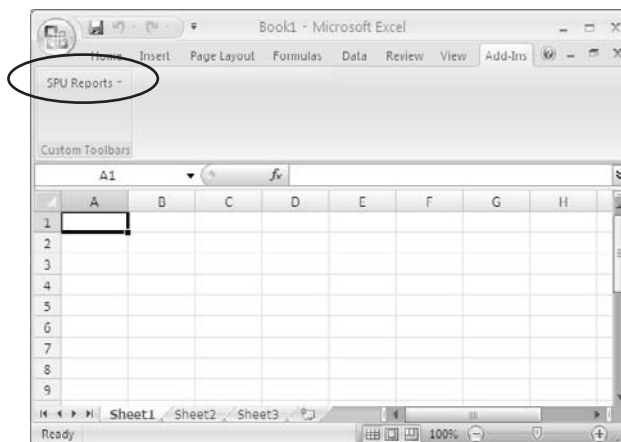 Book1 - Microsoft Excel
Home Insert Page Layout Formulas Data Review View Add-Ins
SPU Reports
Custom Toolbars
A1 fx
A B C D E F G H
1
2
3
4
5
6
7
8
9
Sheet1 Sheet2 Sheet3
Ready 100%